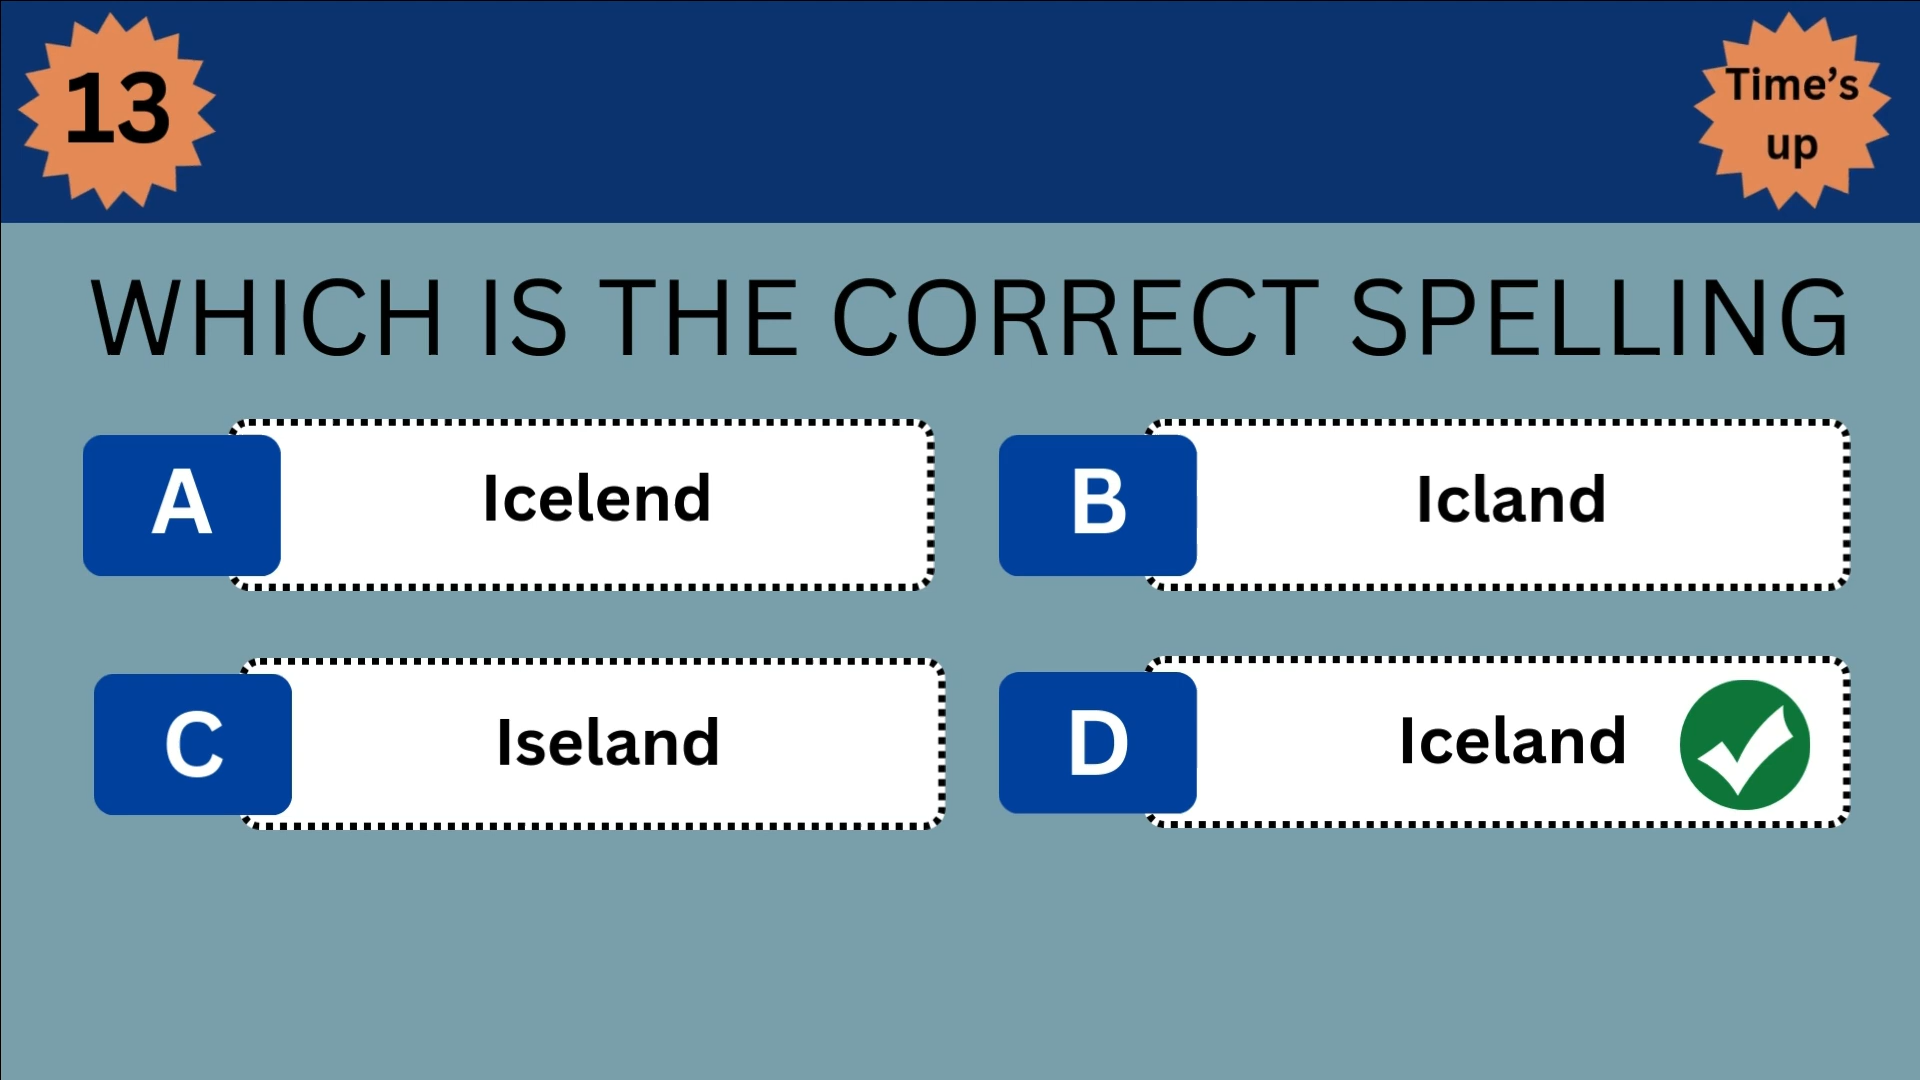 13
Time's
up
WHICH IS THE CORRECT SPELLING
A
Icelend
B
Icland
C
Iseland
D
Iceland